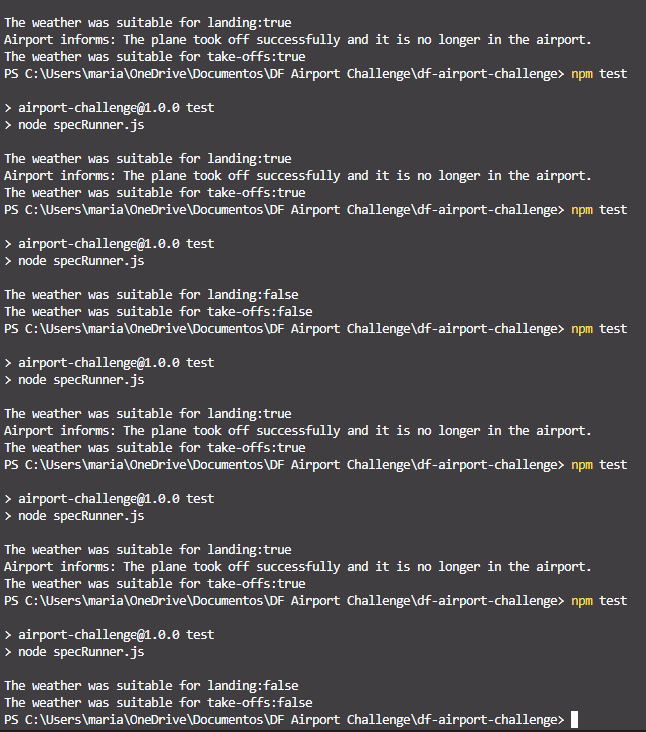 The weather was suitable for landing:true
Airport informs: The plane took off successfully and it is no longer in the airport.
The weather was suitable for take-offs:true
PS C:\Users\maria\OneDrive\Documentos\DF Airport Challenge\df-airport-challenge> npm test
> airport-challenge@1.0.0 test
> node specRunner.js
The weather was suitable for landing:true
Airport informs: The plane took off successfully and it is no longer in the airport.
The weather was suitable for take-offs:true
PS C:\Users\maria\OneDrive\Documentos\DF Airport Challenge\df-airport-challenge> npm test
> airport-challenge@1.0.0 test
> node specRunner.js
The weather was suitable for landing:false
The weather was suitable for take-offs:false
PS C:\Users\maria\OneDrive\Documentos\DF Airport Challenge\df-airport-challenge> npm test
> airport-challenge@1.0.0 test
> node specRunner.js
The weather was suitable for landing:true
Airport informs: The plane took off successfully and it is no longer in the airport.
The weather was suitable for take-offs:true
PS C:\Users\maria\OneDrive\Documentos\DF Airport Challenge\df-airport-challenge> npm test
> airport-challenge@1.0.0 test
> node specRunner.js
The weather was suitable for landing:true
Airport informs: The plane took off successfully and it is no longer in the airport.
The weather was suitable for take-offs:true
PS C:\Users\maria\OneDrive\Documentos\DF Airport Challenge\df-airport-challenge> npm test
> airport-challenge@1.0.0 test
> node specRunner.js
The weather was suitable for landing:false
The weather was suitable for take-offs:false
PS C:\Users\maria\OneDrive\Documentos\DF Airport Challenge\df-airport-challenge>